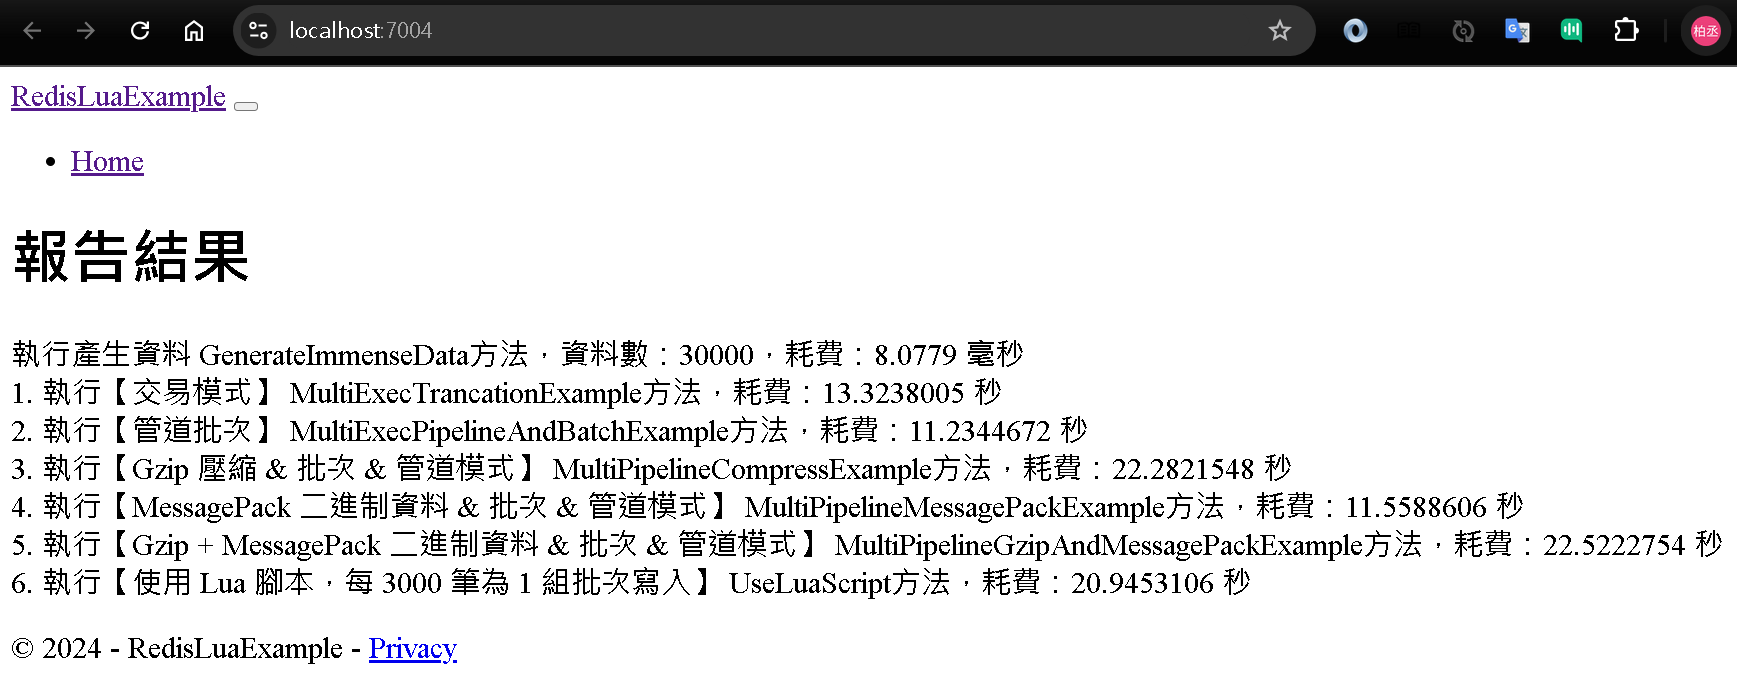 localhost:7004
柏丞
RedisLuaExample
Home
報告結果
執行產生資料 GenerateImmenseData方法，資料數：30000，耗費：8.0779 毫秒
1. 執行【交易模式】 MultiExecTrancationExample方法，耗費：13.3238005 秒
2. 執行【管道批次】 MultiExecPipelineAndBatchExample方法，耗費：11.2344672 秒
3. 執行【Gzip 壓縮 & 批次 & 管道模式】 MultiPipelineCompressExample方法，耗費：22.2821548 秒
4. 執行【MessagePack 二進制資料 & 批次 & 管道模式】 MultiPipelineMessagePackExample方法，耗費：11.5588606 秒
5. 執行【Gzip + MessagePack 二進制資料 & 批次 & 管道模式】 MultiPipelineGzipAndMessagePackExample方法，耗費：22.5222754 秒
6. 執行【使用 Lua 腳本，每 3000 筆為 1 組批次寫入】 UseLuaScript方法，耗費：20.9453106 秒
© 2024 - RedisLuaExample - Privacy